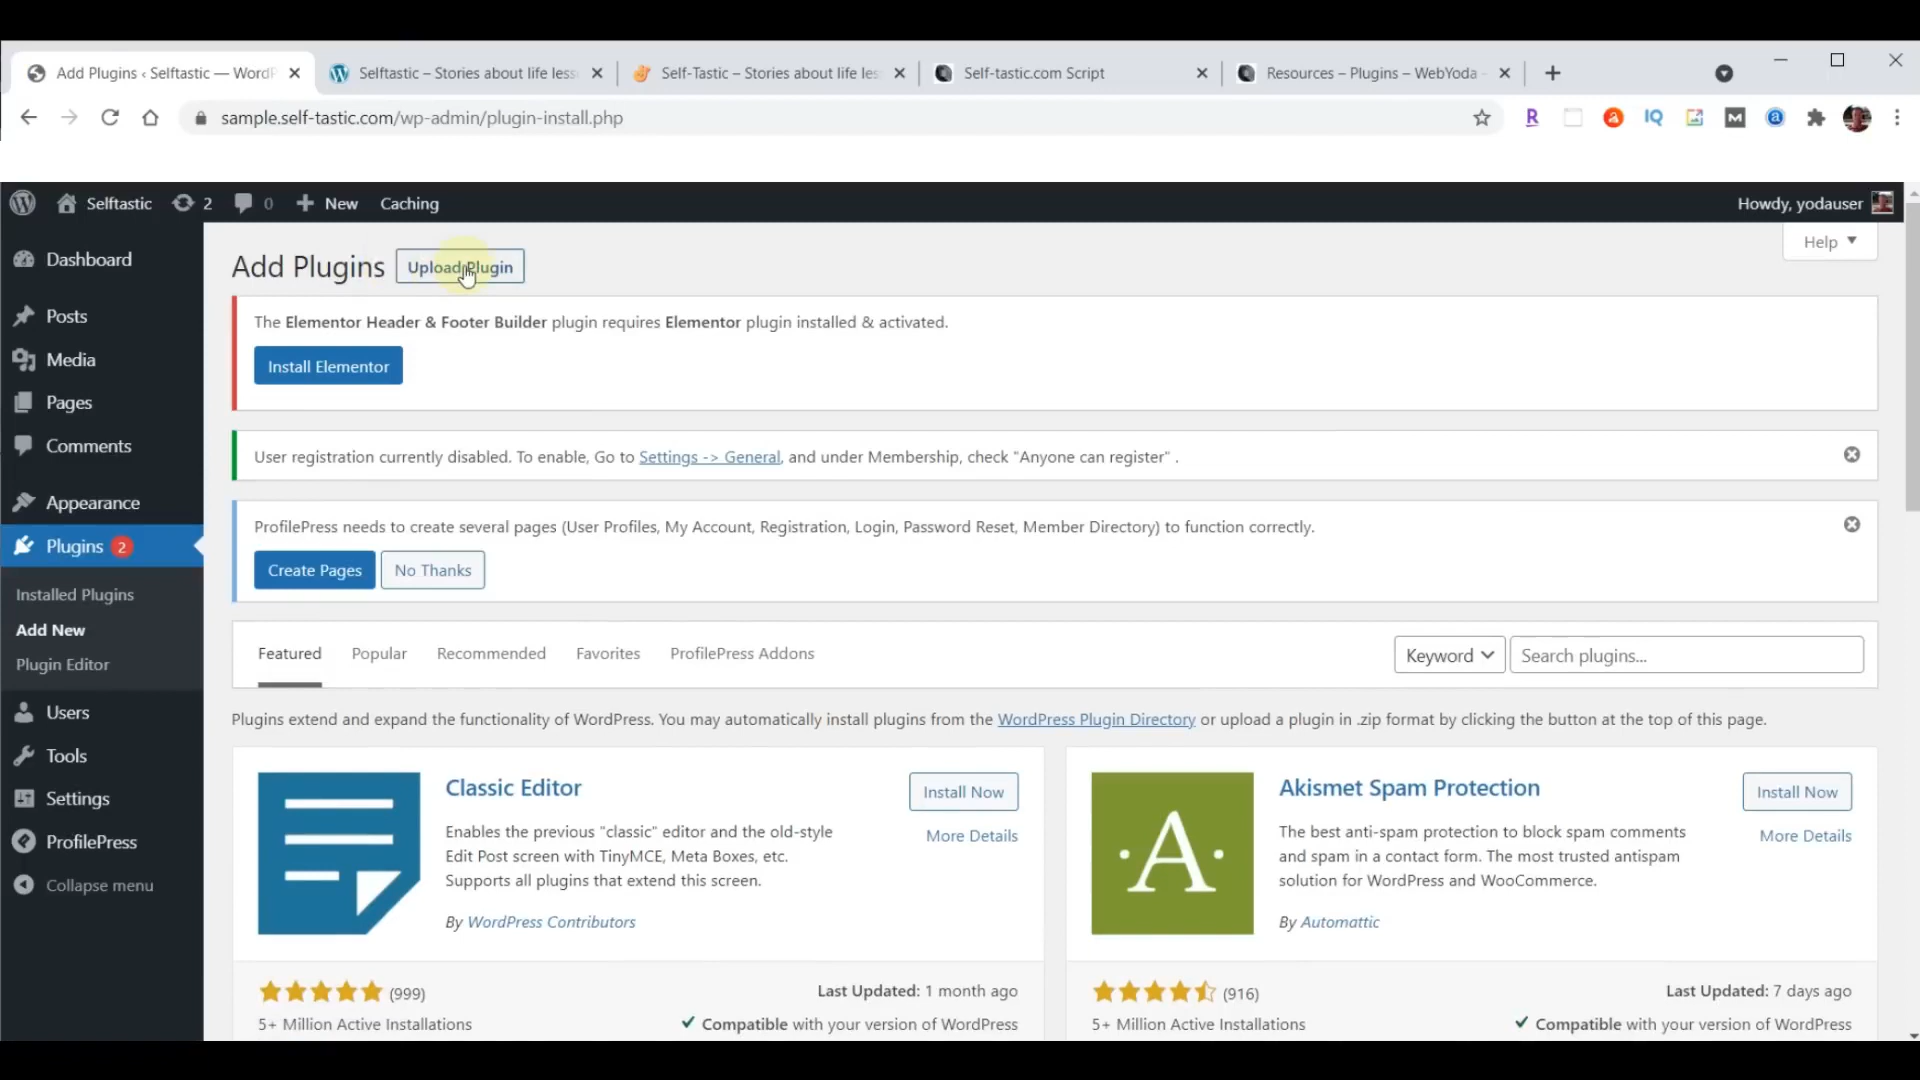 Add Plugins ‹ Selftastic — WordP
Selftastic – Stories about life less
Self-Tastic – Stories about life les
Self-tastic.com Script
Resources – Plugins – WebYoda -
sample.self-tastic.com/wp-admin/plugin-install.php
Selftastic
2
0
New
Caching
Howdy, yodauser
Dashboard
Posts
Media
Pages
Comments
Appearance
Plugins 2
Installed Plugins
Add New
Plugin Editor
Users
Tools
Settings
ProfilePress
Collapse menu
Help
Add Plugins
Upload Plugin
The Elementor Header & Footer Builder plugin requires Elementor plugin installed & activated.
Install Elementor
User registration currently disabled. To enable, Go to Settings -> General, and under Membership, check "Anyone can register" .
ProfilePress needs to create several pages (User Profiles, My Account, Registration, Login, Password Reset, Member Directory) to function correctly.
Create Pages
No Thanks
Featured
Popular
Recommended
Favorites
ProfilePress Addons
Keyword
Search plugins...
Plugins extend and expand the functionality of WordPress. You may automatically install plugins from the WordPress Plugin Directory or upload a plugin in .zip format by clicking the button at the top of this page.
Classic Editor
Install Now
More Details
Enables the previous "classic" editor and the old-style
Edit Post screen with TinyMCE, Meta Boxes, etc.
Supports all plugins that extend this screen.
By WordPress Contributors
(999)
Last Updated: 1 month ago
5+ Million Active Installations
Compatible with your version of WordPress
A
Akismet Spam Protection
Install Now
More Details
The best anti-spam protection to block spam comments
and spam in a contact form. The most trusted antispam
solution for WordPress and WooCommerce.
By Automattic
(916)
Last Updated: 7 days ago
5+ Million Active Installations
Compatible with your version of WordPress